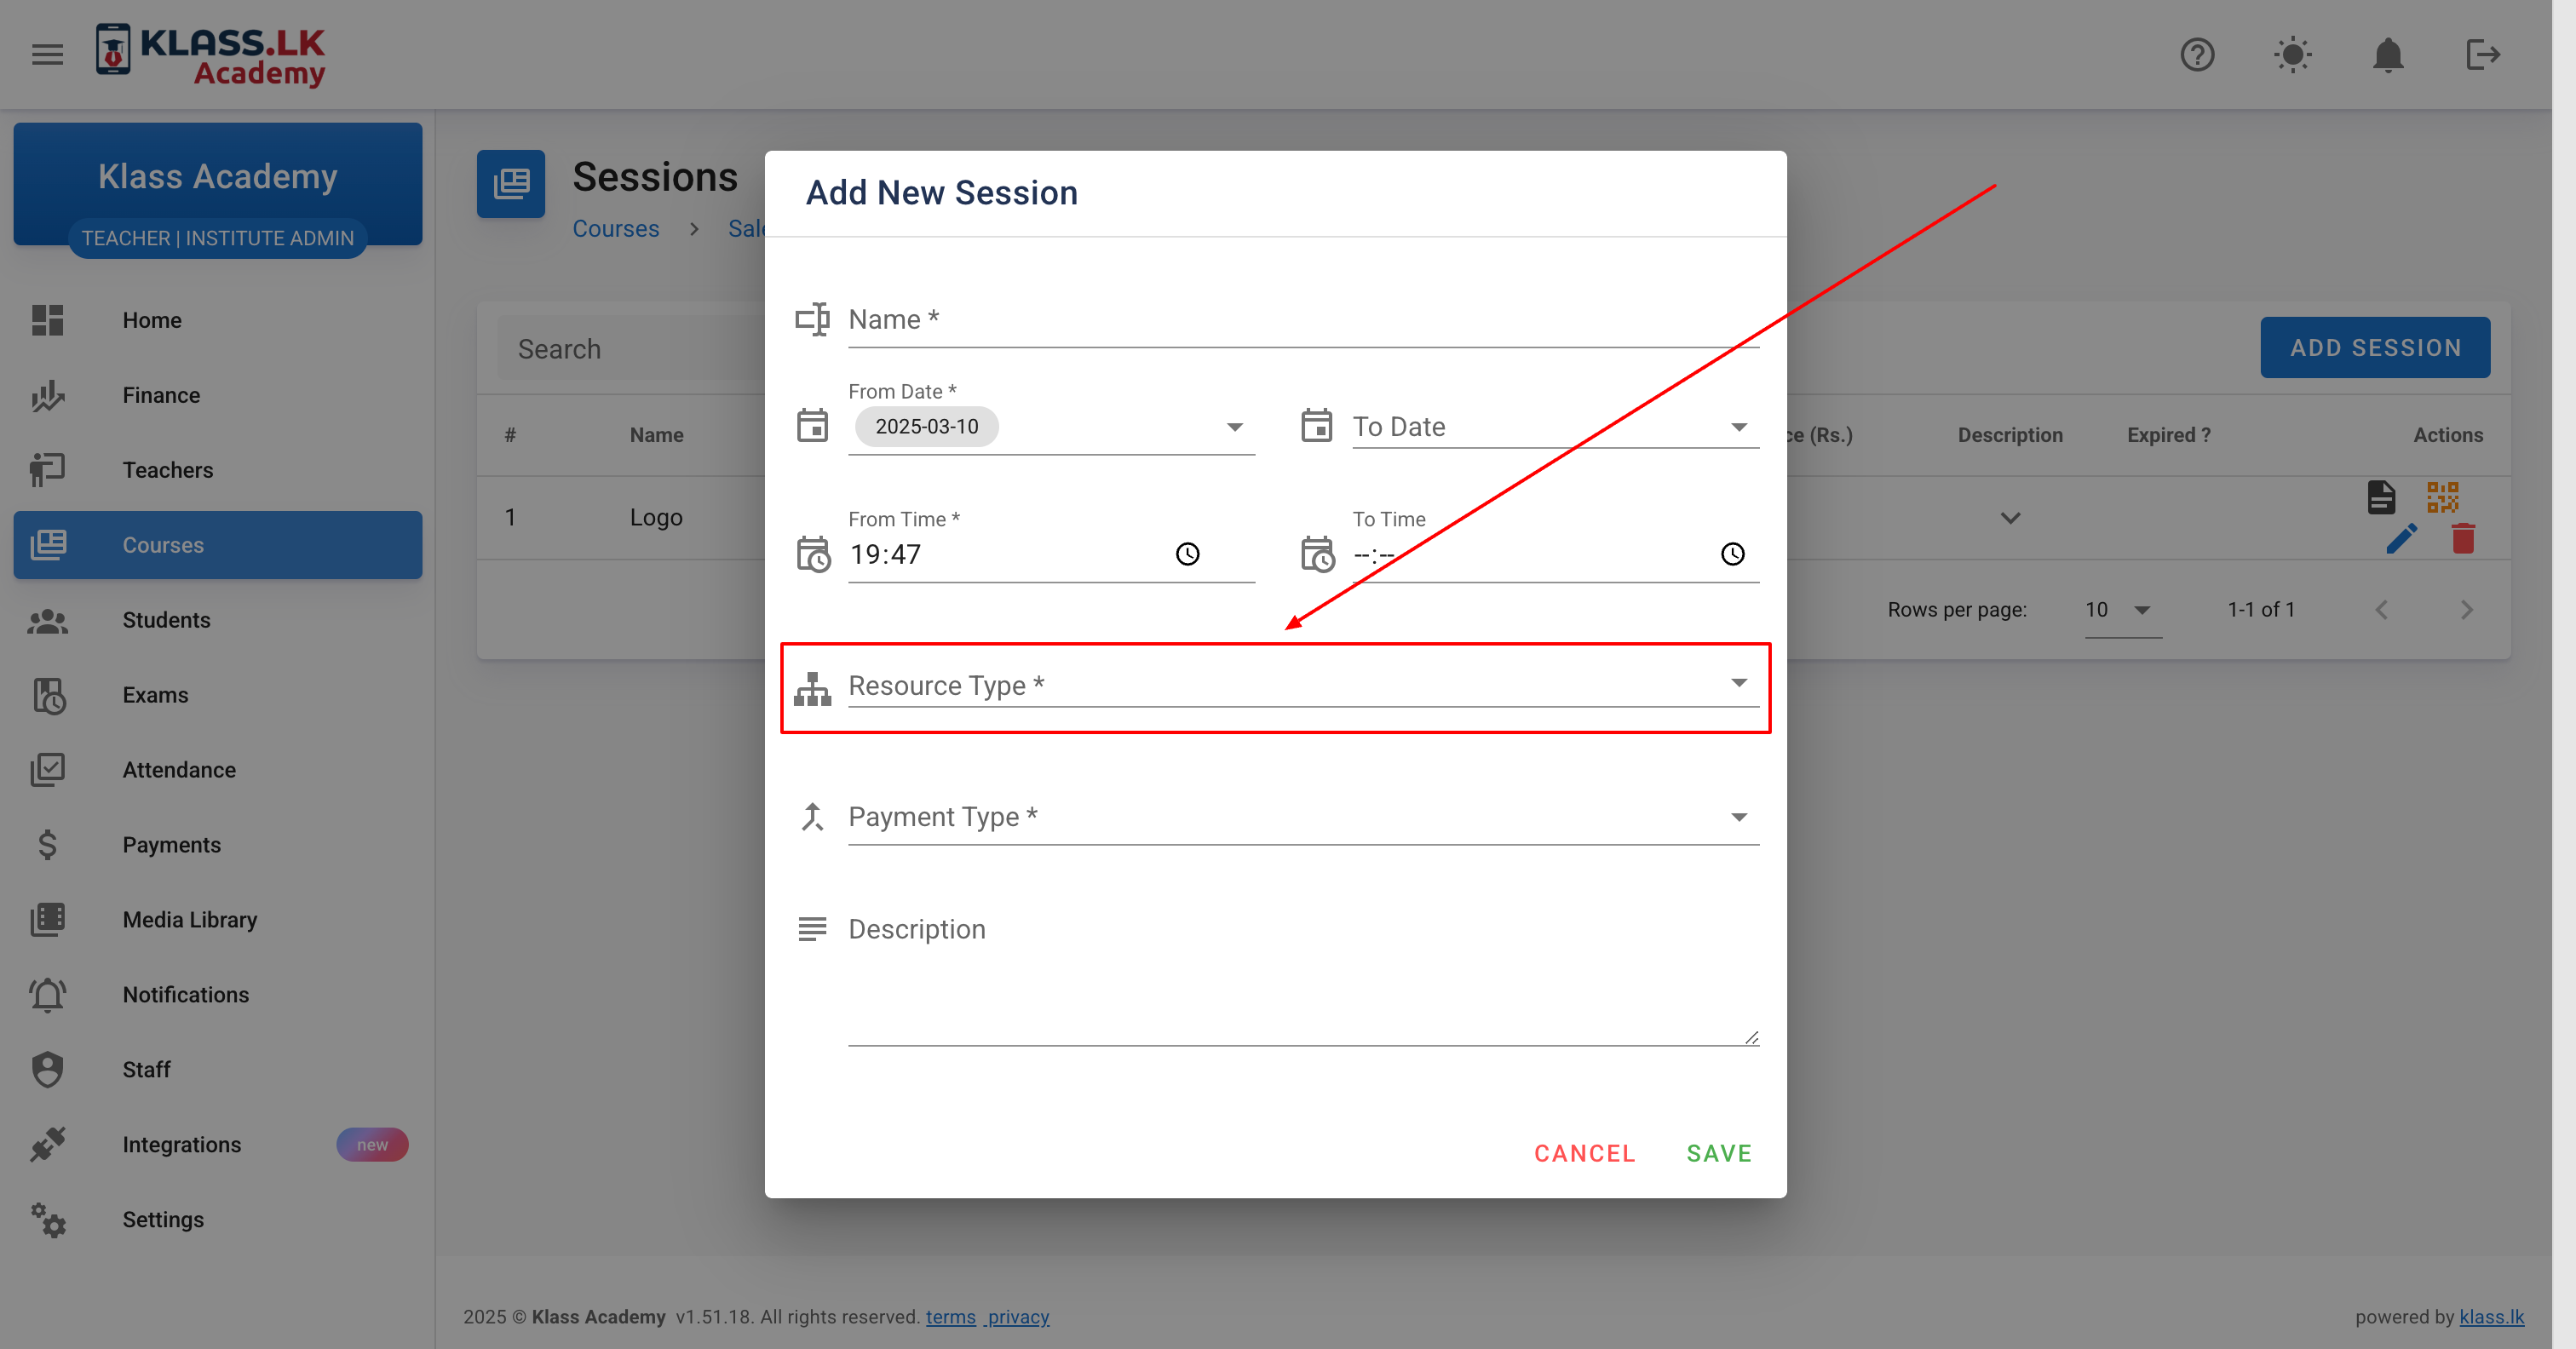 KLASS.LK
Academy
Klass Academy
TEACHER | INSTITUTE ADMIN
Home
Finance
Teachers
Courses
Students
Exams
Attendance
Payments
Media Library
Notifications
Staff
Integrations new
Settings
Sessions
Courses > Sale
Search
ADD SESSION
# Name ce (Rs.) Description Expired ? Actions
1 Logo
Rows per page: 10 1-1 of 1
Add New Session
Name *
From Date *
2025-03-10
To Date
From Time *
19:47
To Time
--:--
Resource Type *
Payment Type *
Description
CANCEL SAVE
2025 © Klass Academy v1.51.18. All rights reserved. terms privacy
powered by klass.lk